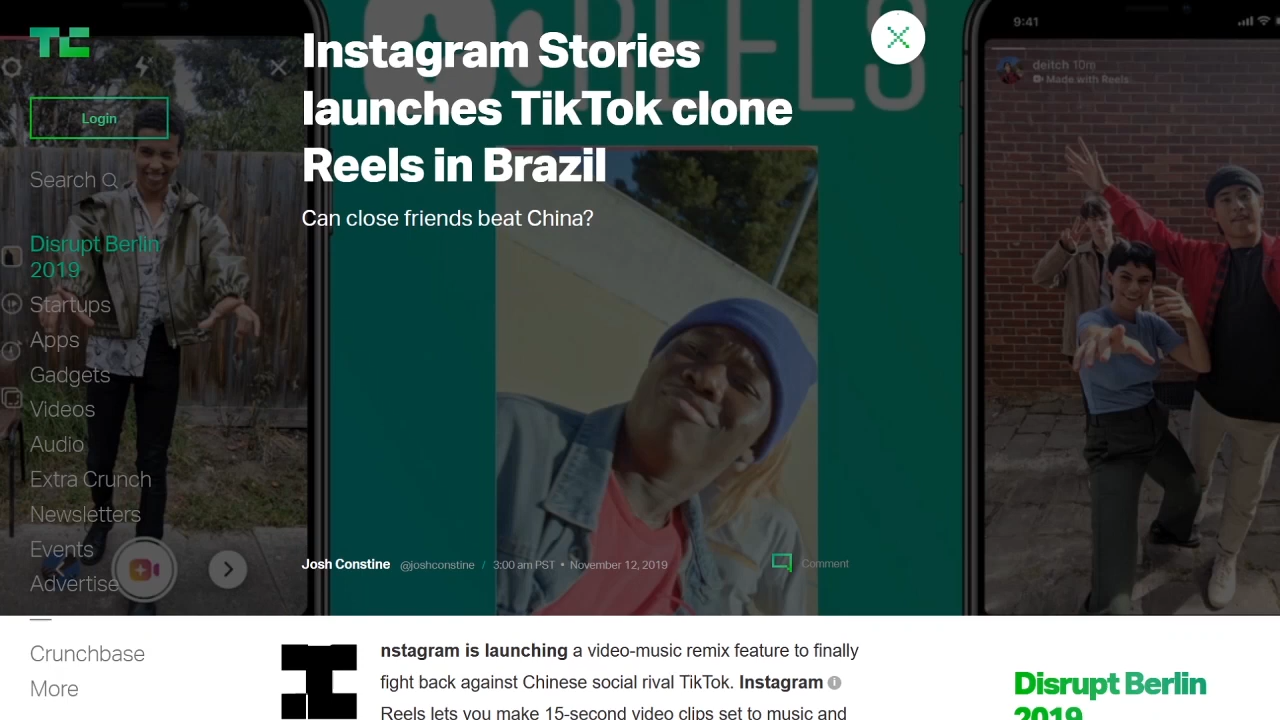 TC
Login
Search
Disrupt Berlin
2019
Startups
Apps
Gadgets
Videos
Audio
Extra Crunch
Newsletters
Events
Advertise
Crunchbase
More
REELS
Instagram Stories
launches TikTok clone
Reels in Brazil
Can close friends beat China?
9:41
deitch 10m
Made with Reels
Josh Constine @joshconstine / 3:00 am PST • November 12, 2019
Comment
Instagram is launching a video-music remix feature to finally
fight back against Chinese social rival TikTok. Instagram
Reels lets you make 15-second video clips set to music and
Disrupt Berlin
2019